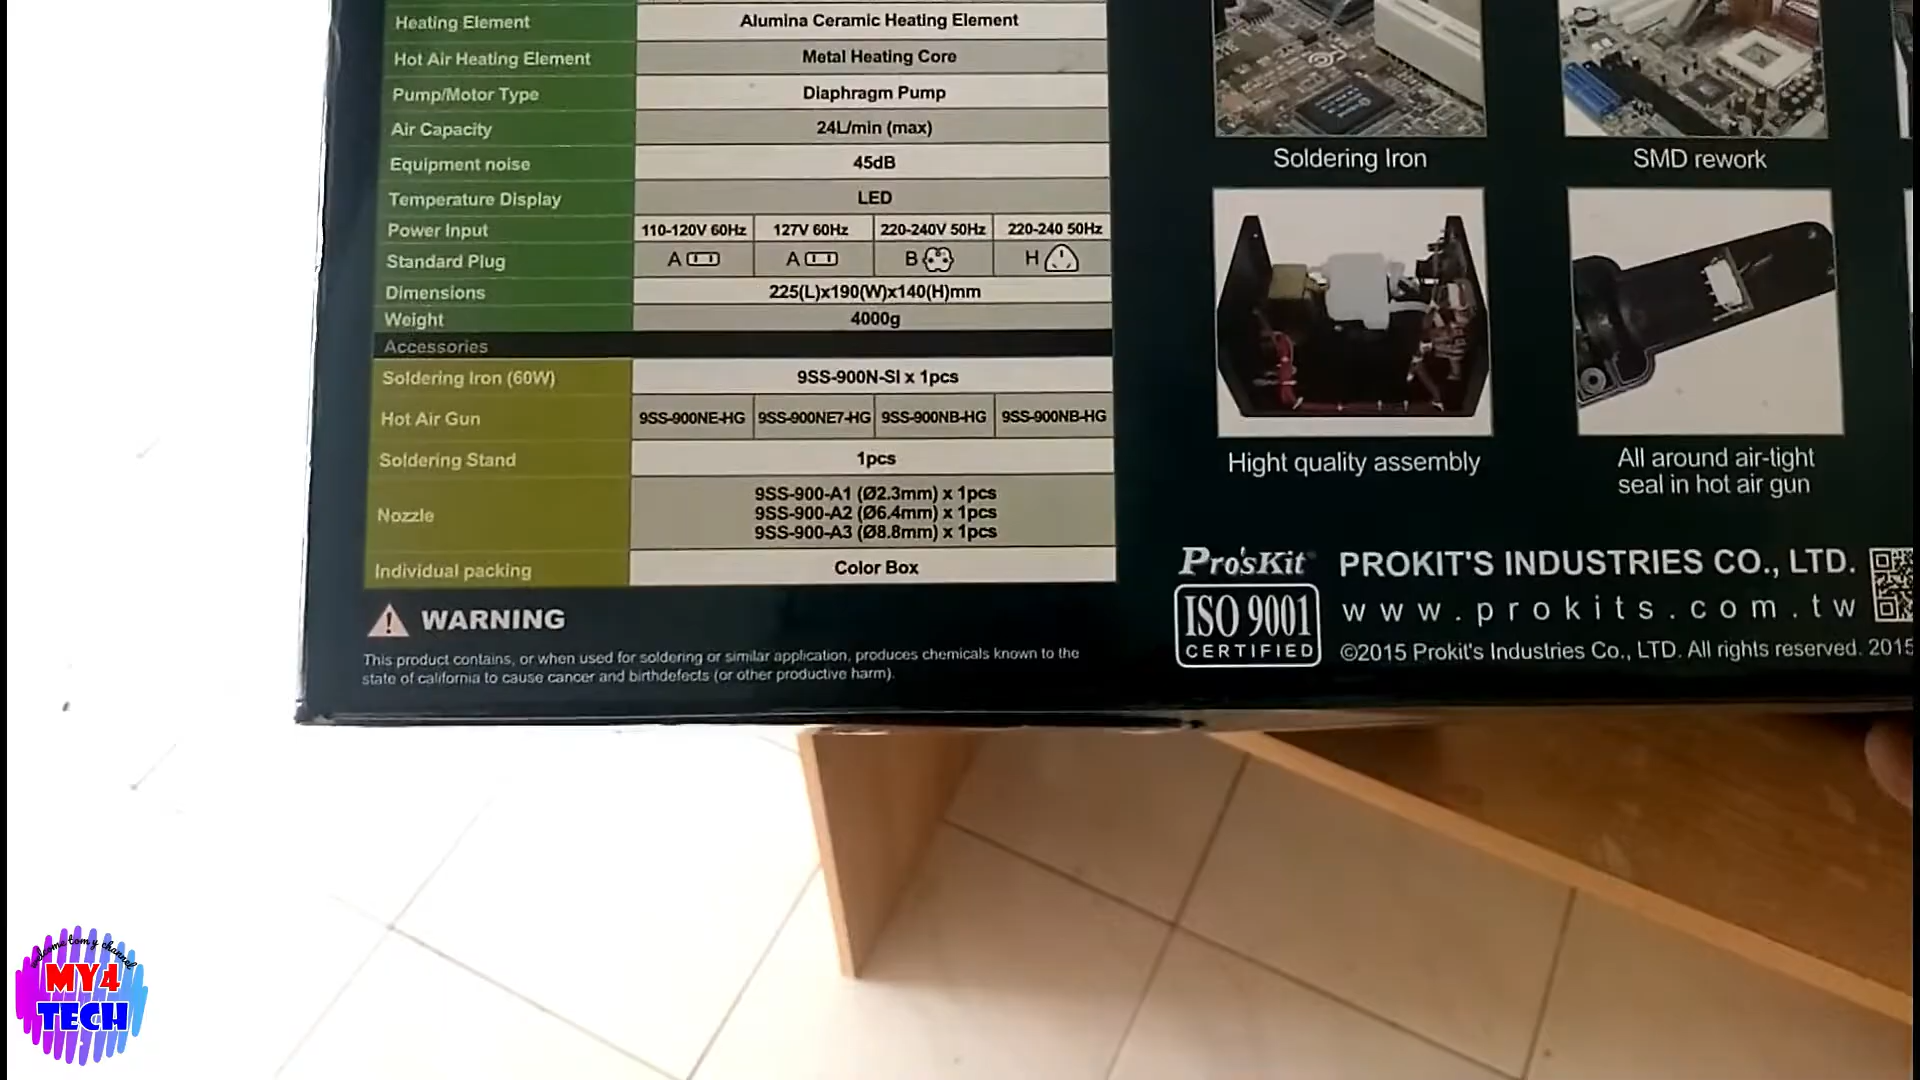 Heating Element Alumina Ceramic Heating Element
Hot Air Heating Element Metal Heating Core
Pump/Motor Type Diaphragm Pump
Air Capacity 24L/min (max)
Equipment noise 45dB
Temperature Display LED
Power Input 110-120V 60Hz 127V 60Hz 220-240V 50Hz 220-240 50Hz
Standard Plug A A B H
Dimensions 225(L)x190(W)x140(H)mm
Weight 4000g
Accessories
Soldering Iron (60W) 9SS-900N-SI x 1pcs
Hot Air Gun 9SS-900NE-HG 9SS-900NE7-HG 9SS-900NB-HG 9SS-900NB-HG
Soldering Stand 1pcs
Nozzle
9SS-900-A1 (Ø2.3mm) x 1pcs
9SS-900-A2 (Ø6.4mm) x 1pcs
9SS-900-A3 (Ø8.8mm) x 1pcs
Individual packing Color Box
WARNING
This product contains, or when used for soldering or similar application, produces chemicals known to the
state of california to cause cancer and birthdefects (or other productive harm).
Soldering Iron
SMD rework
Hight quality assembly
All around air-tight
seal in hot air gun
Pro'sKit PROKIT'S INDUSTRIES CO., LTD.
www.prokits.com.tw
ISO 9001
CERTIFIED
©2015 Prokit's Industries Co., LTD. All rights reserved. 2015
welcome tom y channel
MY4
TECH